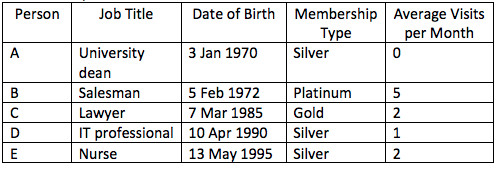 Person Job Title Date of Birth Membership Type Average Visits per Month
A University dean 3 Jan 1970 Silver 0
B Salesman 5 Feb 1972 Platinum 5
C Lawyer 7 Mar 1985 Gold 2
D IT professional 10 Apr 1990 Silver 1
E Nurse 13 May 1995 Silver 2